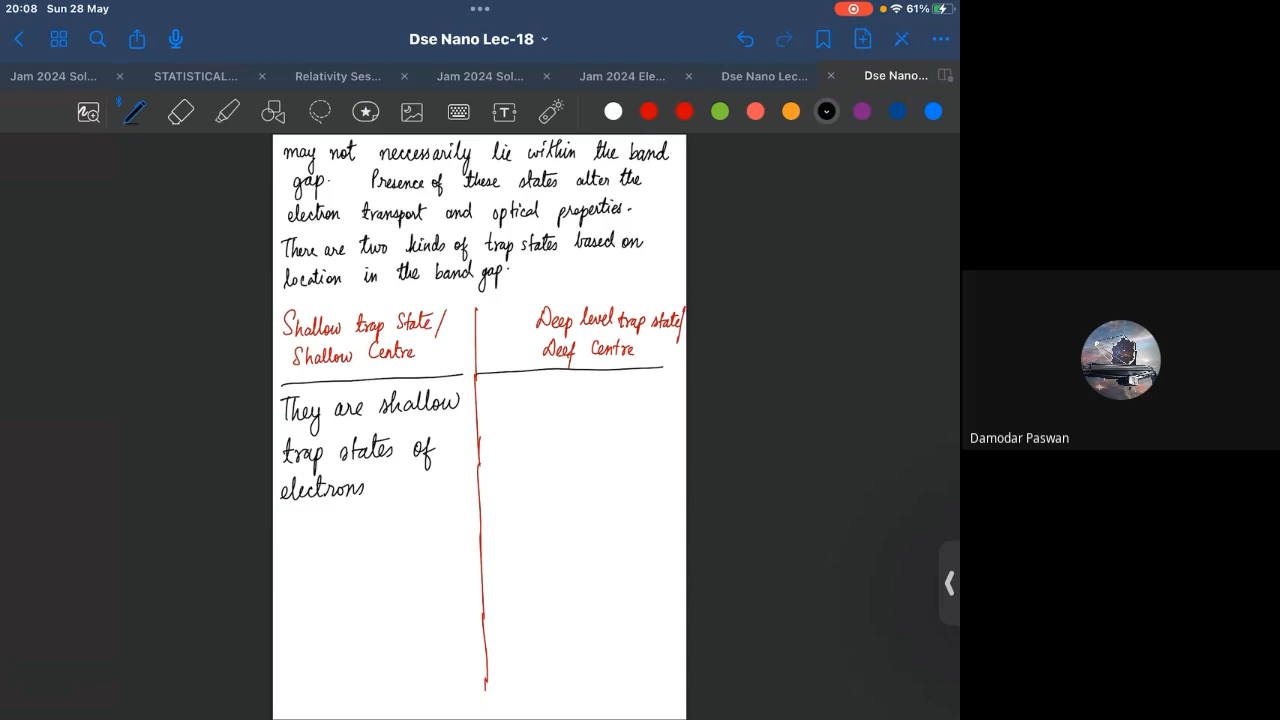 20:08 Sun 28 May
61%
Dse Nano Lec-18
Jam 2024 Sol...
STATISTICAL...
Relativity Ses...
Jam 2024 Sol...
Jam 2024 Ele...
Dse Nano Lec...
Dse Nano...
may not neccessarily lie within the band
gap. Presence of these states alter the
electron transport and optical properties.
There are two kinds of trap states based on
location in the band gap.
Shallow trap State/
Shallow Centre
Deep level trap state/
Deep Centre
They are shallow
trap states of
electrons
Damodar Paswan